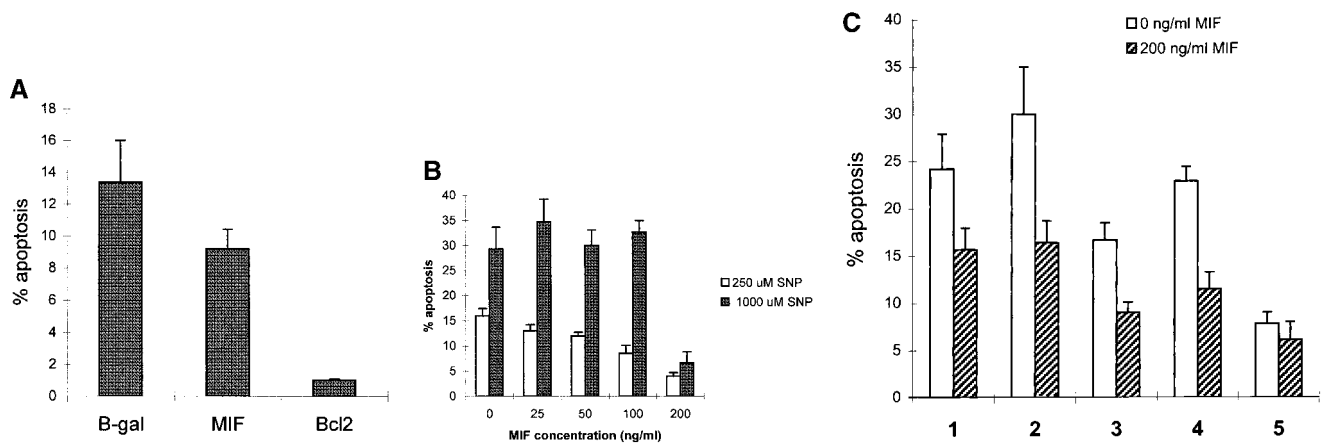 A
% apoptosis
18
16
14
12
10
8
6
4
2
0
B-gal MIF Bcl2
B
% apoptosis
40
35
30
25
20
15
10
5
0
0 25 50 100 200
MIF concentration (ng/ml)
250 uM SNP
1000 uM SNP
C
% apoptosis
40
35
30
25
20
15
10
5
0
1 2 3 4 5
0 ng/ml MIF
200 ng/ml MIF